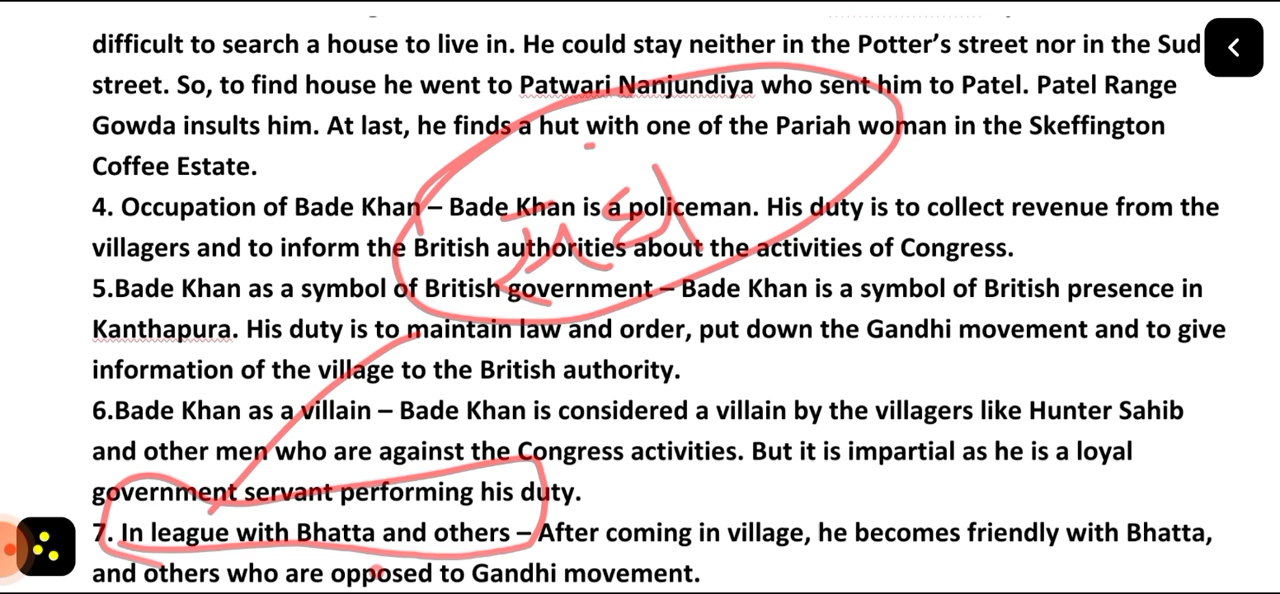 difficult to search a house to live in. He could stay neither in the Potter's street nor in the Sud
street. So, to find house he went to Patwari Nanjundiya who sent him to Patel. Patel Range
Gowda insults him. At last, he finds a hut with one of the Pariah woman in the Skeffington
Coffee Estate.
4. Occupation of Bade Khan – Bade Khan is a policeman. His duty is to collect revenue from the
villagers and to inform the British authorities about the activities of Congress.
5.Bade Khan as a symbol of British government – Bade Khan is a symbol of British presence in
Kanthapura. His duty is to maintain law and order, put down the Gandhi movement and to give
information of the village to the British authority.
6.Bade Khan as a villain – Bade Khan is considered a villain by the villagers like Hunter Sahib
and other men who are against the Congress activities. But it is impartial as he is a loyal
government servant performing his duty.
7. In league with Bhatta and others – After coming in village, he becomes friendly with Bhatta,
and others who are opposed to Gandhi movement.